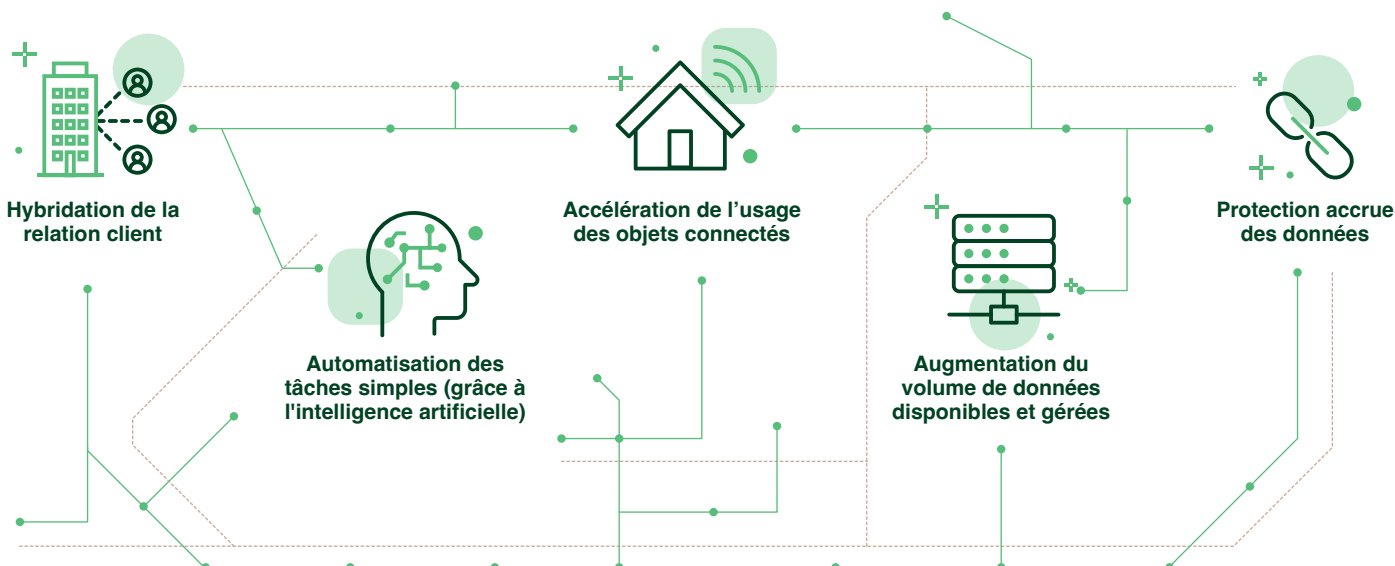 Hybridation de la
relation client
Automatisation des
tâches simples (grâce à
l'intelligence artificielle)
Accélération de l’usage
des objets connectés
Augmentation du
volume de données
disponibles et gérées
Protection accrue
des données